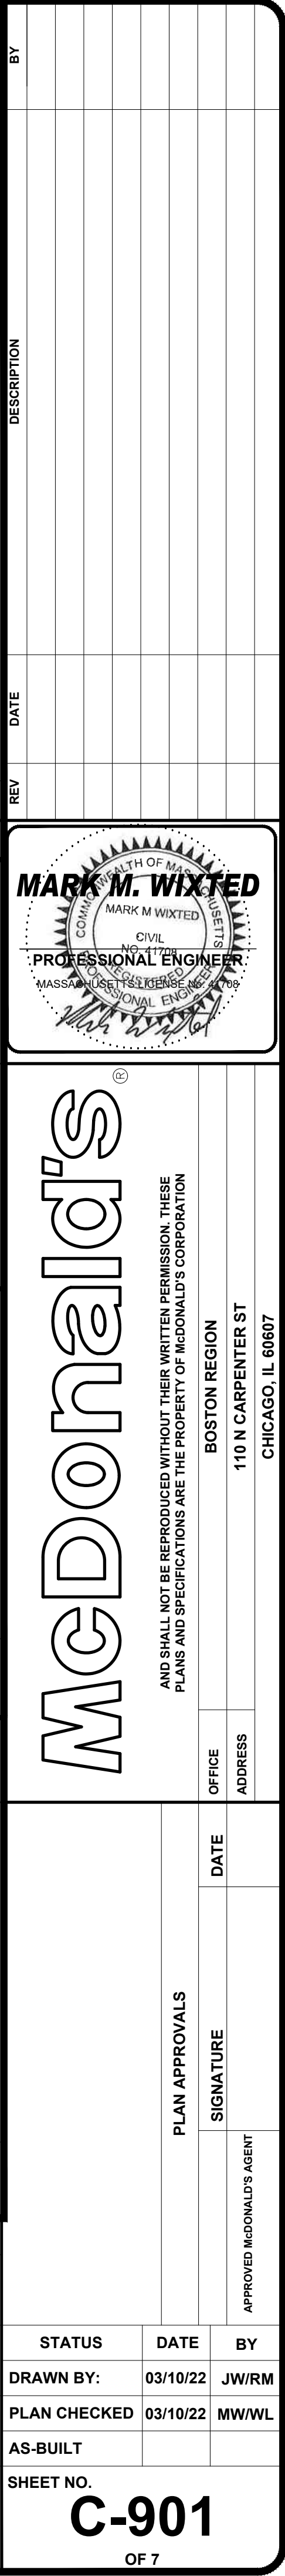 BY
DESCRIPTION
DATE
REV
COMMONWEALTH OF MASSACHUSETTS
MARK M. WIXTED
MARK M WIXTED
CIVIL
NO. 41708
PROFESSIONAL ENGINEER
MASSACHUSETTS LICENSE No. 41708
REGISTERED
PROFESSIONAL ENGINEER
McDonald's®
THESE PLANS AND SPECIFICATIONS ARE THE PROPERTY OF McDONALD'S CORPORATION
AND SHALL NOT BE REPRODUCED WITHOUT THEIR WRITTEN PERMISSION.
OFFICE BOSTON REGION
ADDRESS 110 N CARPENTER ST
CHICAGO, IL 60607
PLAN APPROVALS
SIGNATURE DATE
APPROVED McDONALD'S AGENT
STATUS DATE BY
DRAWN BY: 03/10/22 JW/RM
PLAN CHECKED 03/10/22 MW/WL
AS-BUILT
SHEET NO.
C-901
OF 7